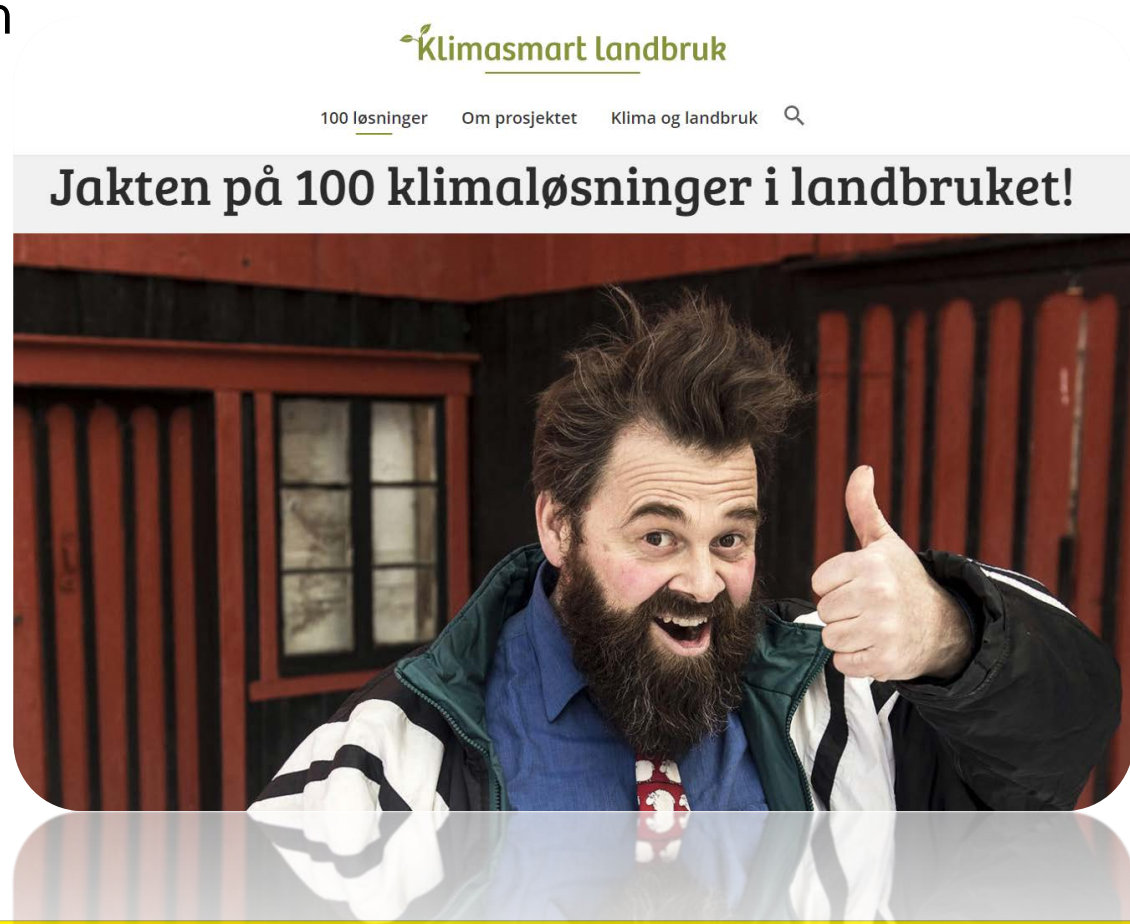 n
Klimasmart landbruk
100 løsninger Om prosjektet Klima og landbruk
Jakten på 100 klimaløsninger i landbruket!